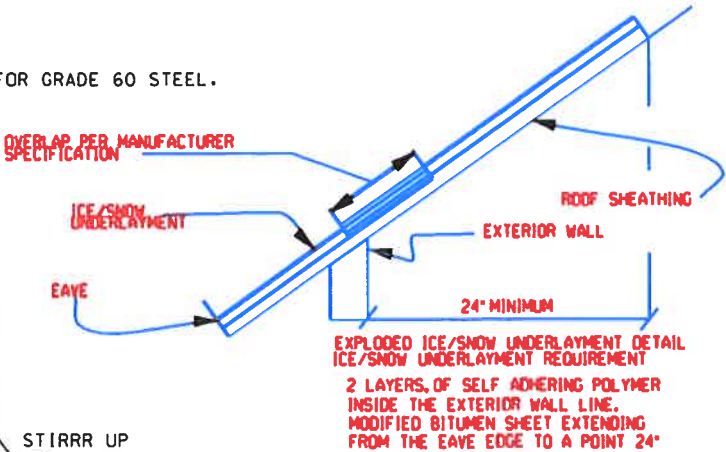 FOR GRADE 60 STEEL.
OVERLAP PER MANUFACTURER
SPECIFICATION
ICE/SNOW
UNDERLAYMENT
ROOF SHEATHING
EXTERIOR WALL
EAVE
24" MINIMUM
EXPLODED ICE/SNOW UNDERLAYMENT DETAIL
ICE/SNOW UNDERLAYMENT REQUIREMENT
2 LAYERS, OF SELF ADHERING POLYMER
INSIDE THE EXTERIOR WALL LINE.
MODIFIED BITUMEN SHEET EXTENDING
FROM THE EAVE EDGE TO A POINT 24"
STIRRR UP